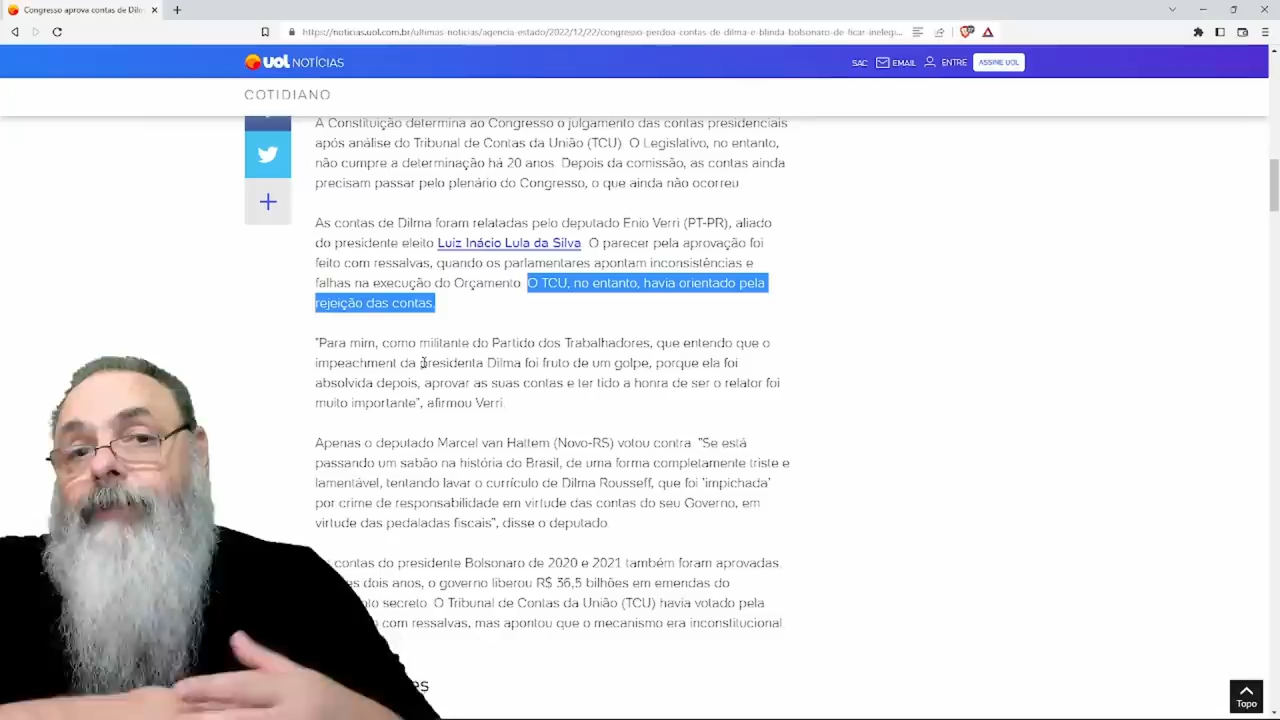 Congresso aprova contas de Dilm
https://noticias.uol.com.br/ultimas-noticias/agencia-estado/2022/12/22/congresso-perdoa-contas-de-dilma-e-blinda-bolsonaro-de-ficar-inelegi...
UOL NOTÍCIAS
SAC EMAIL ENTRE ASSINE UOL
COTIDIANO
A Constituição determina ao Congresso o julgamento das contas presidenciais
após análise do Tribunal de Contas da União (TCU). O Legislativo, no entanto,
não cumpre a determinação há 20 anos. Depois da comissão, as contas ainda
precisam passar pelo plenário do Congresso, o que ainda não ocorreu
As contas de Dilma foram relatadas pelo deputado Enio Verri (PT-PR), aliado
do presidente eleito Luiz Inácio Lula da Silva. O parecer pela aprovação foi
feito com ressalvas, quando os parlamentares apontam inconsistências e
falhas na execução do Orçamento. O TCU, no entanto, havia orientado pela
rejeição das contas.
"Para mim, como militante do Partido dos Trabalhadores, que entendo que o
impeachment da presidenta Dilma foi fruto de um golpe, porque ela foi
absolvida depois, aprovar as suas contas e ter tido a honra de ser o relator foi
muito importante", afirmou Verri.
Apenas o deputado Marcel van Hattem (Novo-RS) votou contra. "Se está
passando um sabão na história do Brasil, de uma forma completamente triste e
lamentável, tentando lavar o currículo de Dilma Rousseff, que foi 'impichada'
por crime de responsabilidade em virtude das contas do seu Governo, em
virtude das pedaladas fiscais", disse o deputado.
contas do presidente Bolsonaro de 2020 e 2021 também foram aprovadas.
es dois anos, o governo liberou R$ 36,5 bilhões em emendas do
to secreto. O Tribunal de Contas da União (TCU) havia votado pela
com ressalvas, mas apontou que o mecanismo era inconstitucional.
es
Topo